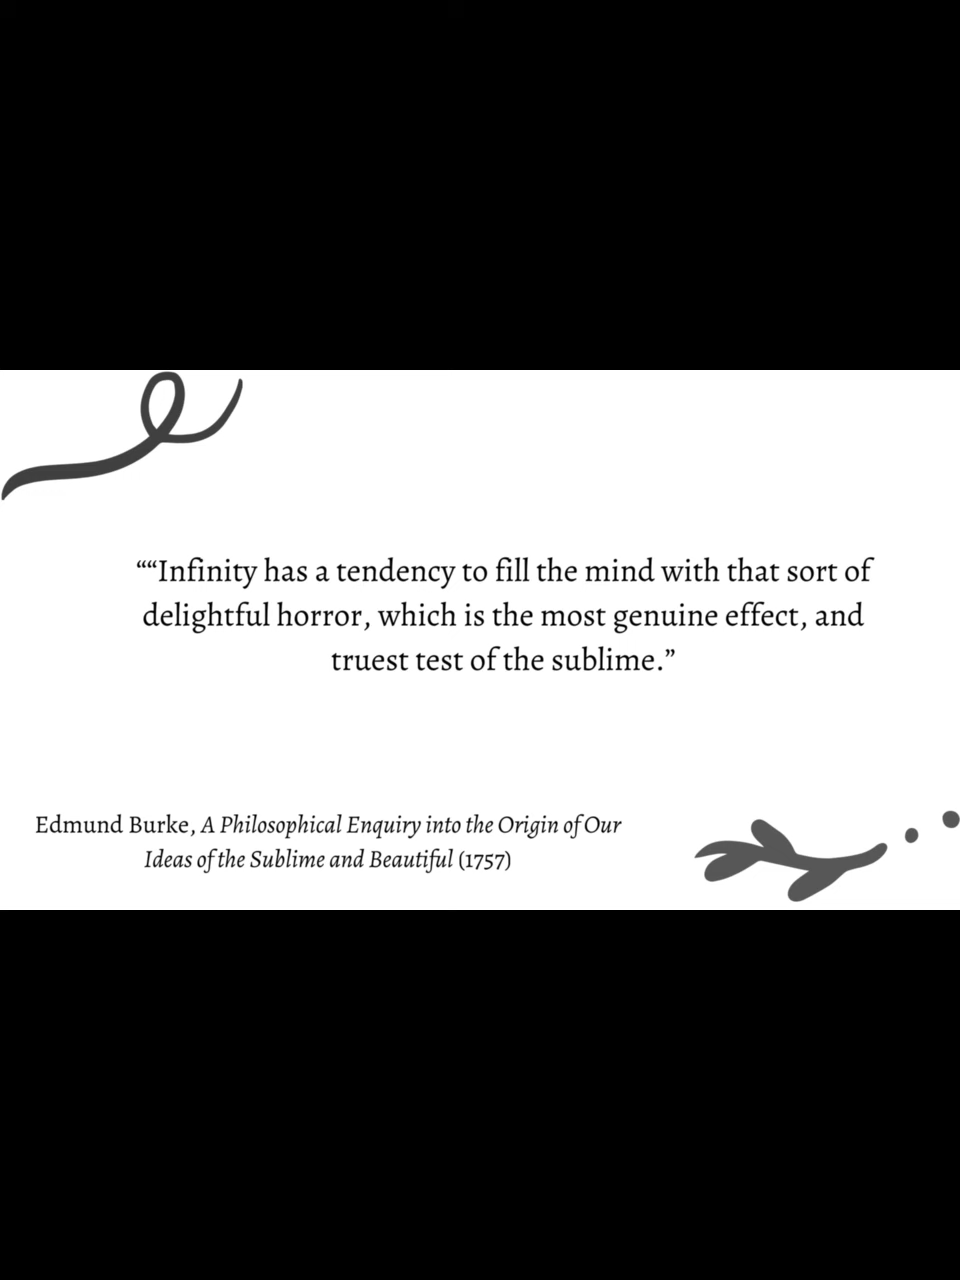 ““Infinity has a tendency to fill the mind with that sort of
delightful horror, which is the most genuine effect, and
truest test of the sublime.”
Edmund Burke, A Philosophical Enquiry into the Origin of Our
Ideas of the Sublime and Beautiful (1757)